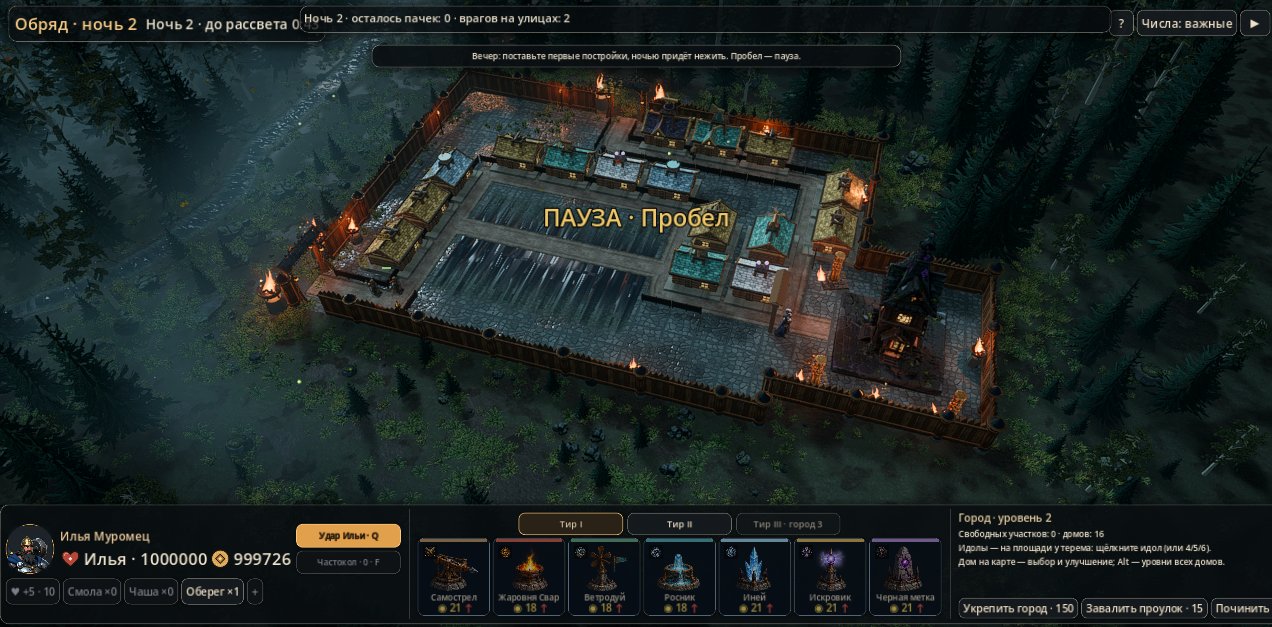 Обряд · ночь 2
Ночь 2 · до рассвета 0
Ночь 2 · осталось пачек: 0 · врагов на улицах: 2
?
Числа: важные
Вечер: поставьте первые постройки, ночью придёт нежить. Пробел — пауза.
ПАУЗА · Пробел
Илья Муромец
Илья · 1000000 999726
+5 · 10
Смола ×0
Чаша ×0
Оберег ×1
+
Удар Ильи · Q
Частокол · 0 · F
Тир I
Тир II
Тир III · город 3
Самострел
21 ↑
Жаровня Свар
18 ↑
Ветродуй
18 ↑
Росник
18 ↑
Иней
21 ↑
Искровик
21 ↑
Черная метка
21 ↑
Город · уровень 2
Свободных участков: 0 · домов: 16
Идолы — на площади у терема: щёлкните идол (или 4/5/6).
Дом на карте — выбор и улучшение; Alt — уровни всех домов.
Укрепить город · 150
Завалить проулок · 15
Починить